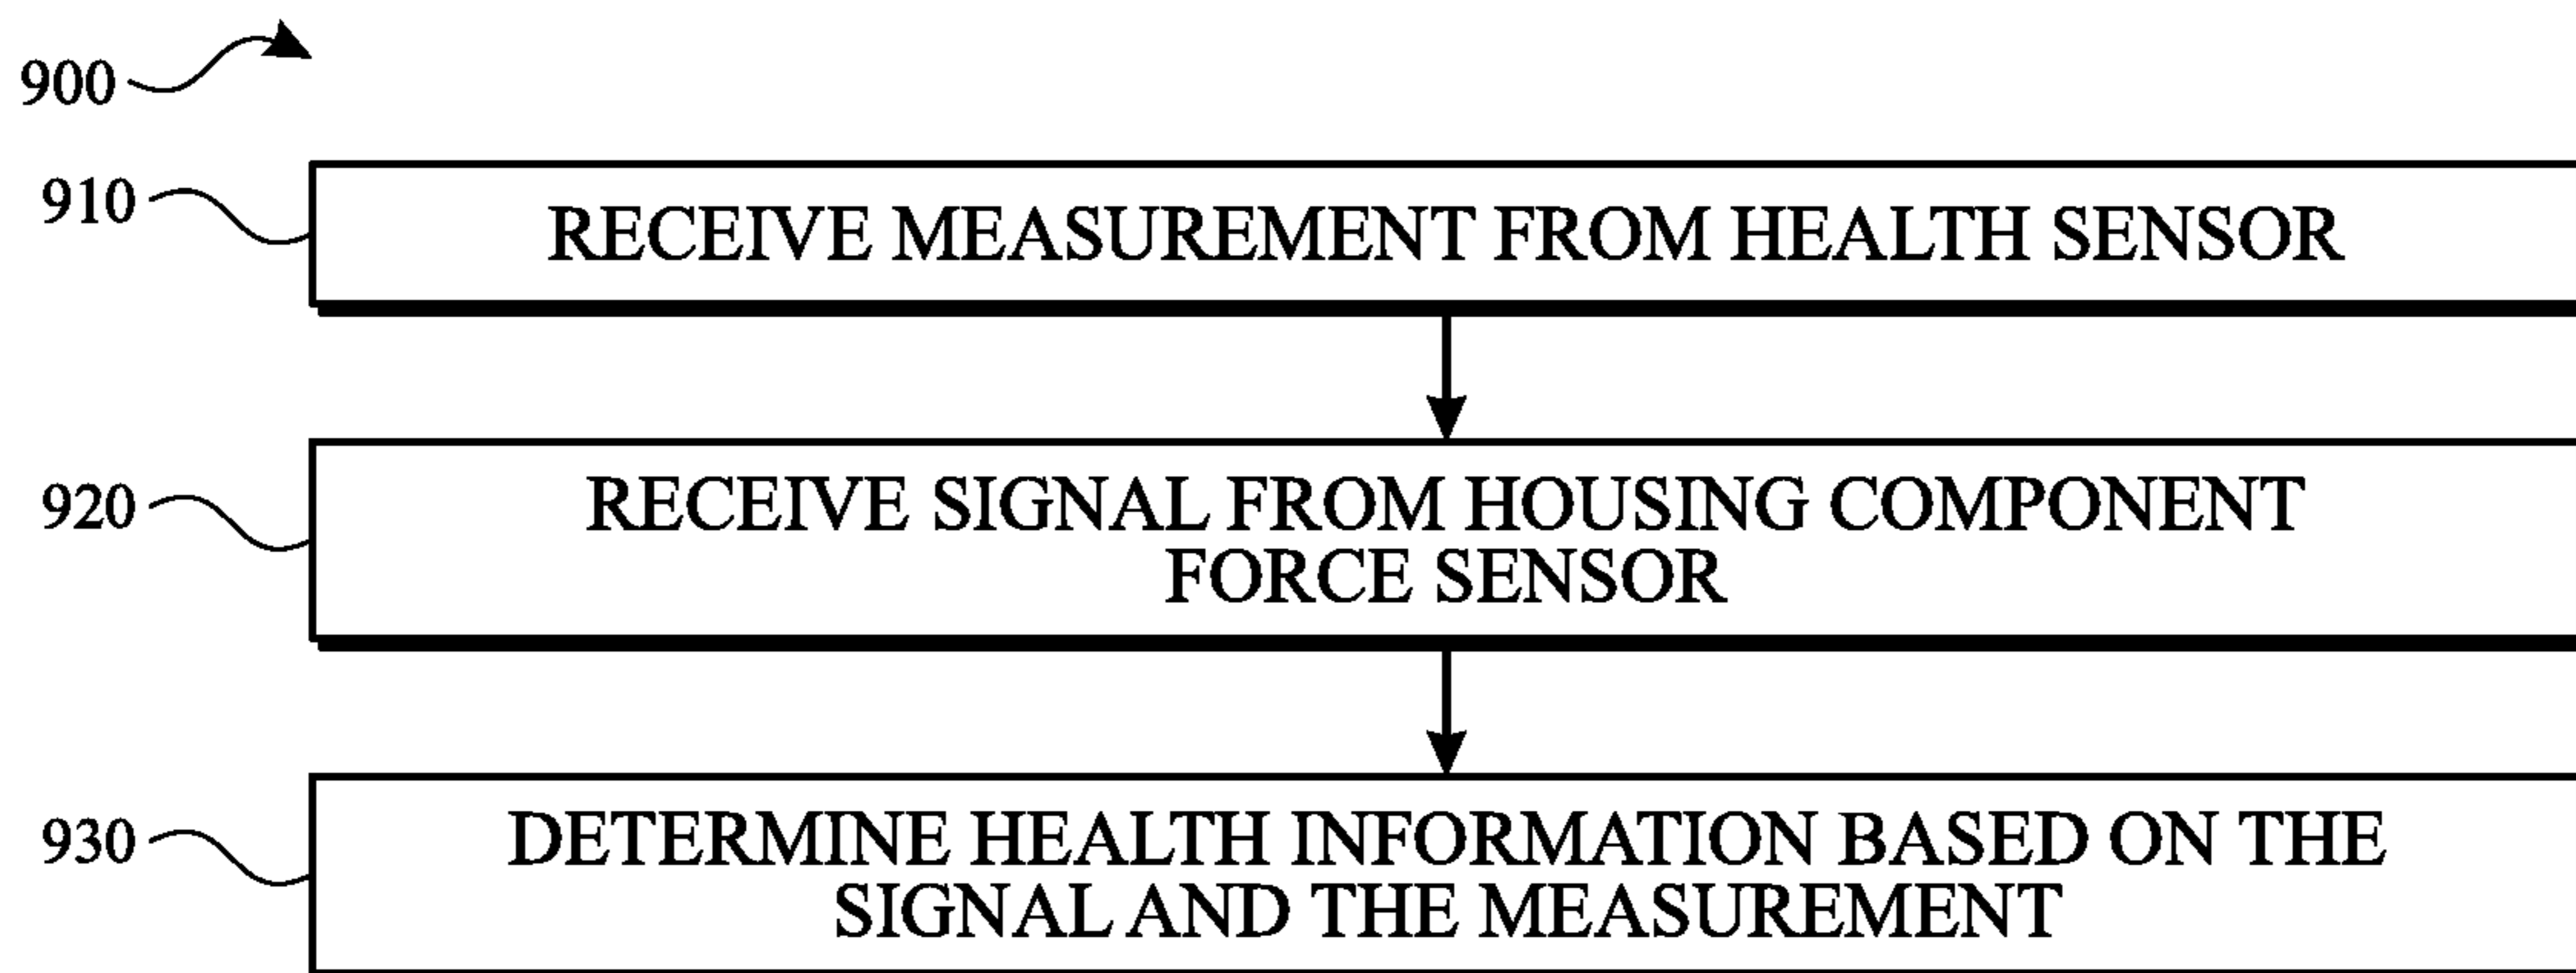 900
910
RECEIVE MEASUREMENT FROM HEALTH SENSOR
920
RECEIVE SIGNAL FROM HOUSING COMPONENT
FORCE SENSOR
930
DETERMINE HEALTH INFORMATION BASED ON THE
SIGNAL AND THE MEASUREMENT